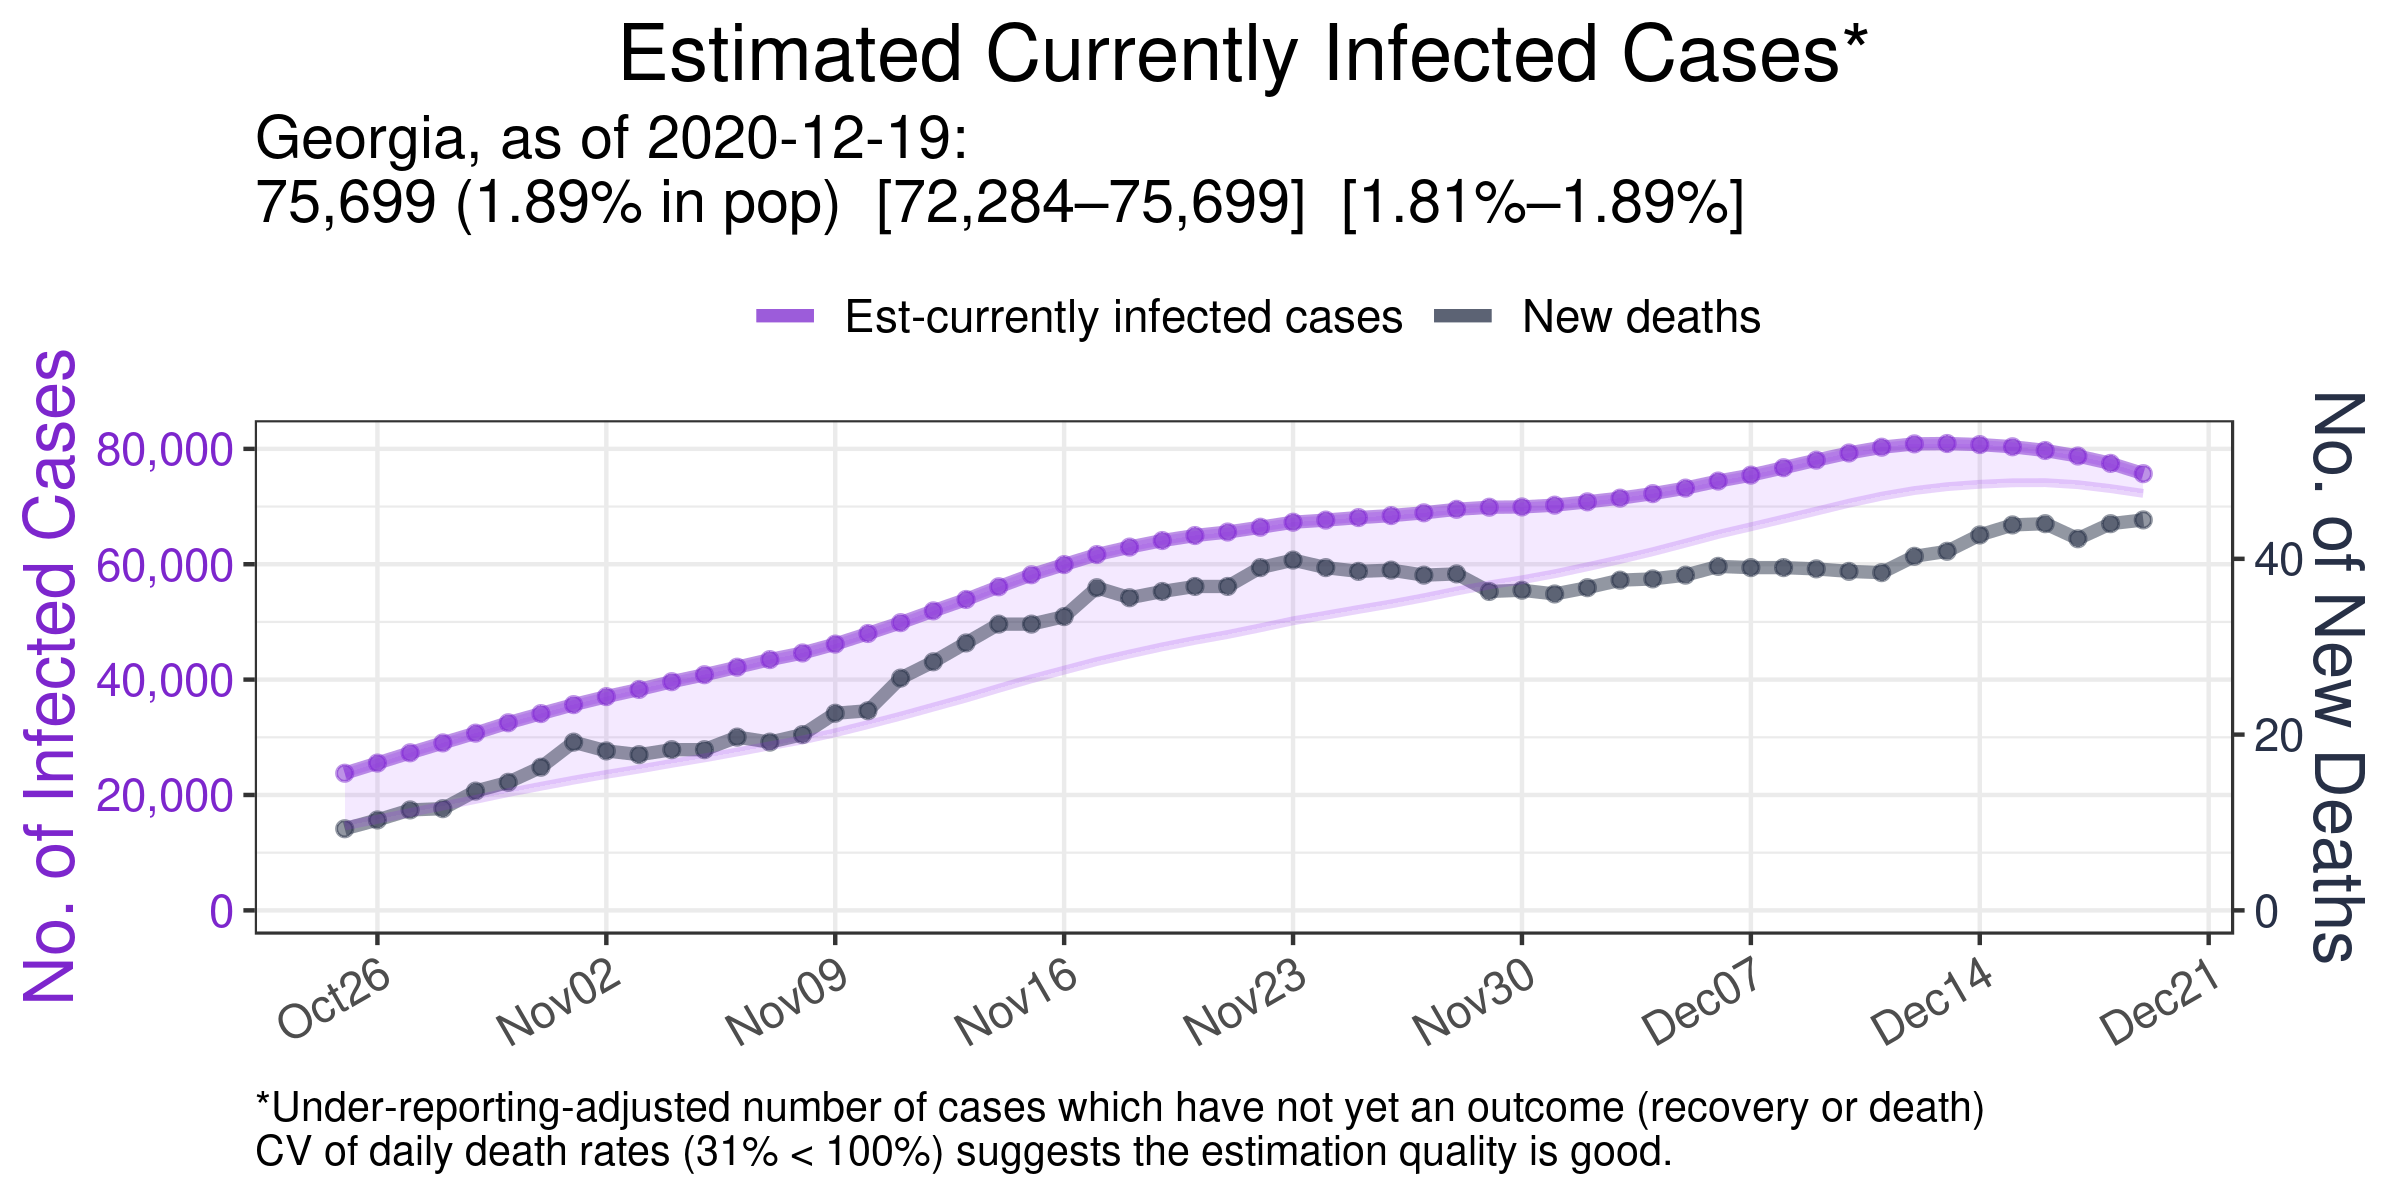 Estimated Currently Infected Cases*
Georgia, as of 2020-12-19:
75,699 (1.89% in pop)  [72,284–75,699]  [1.81%–1.89%]
Est-currently infected cases
New deaths
No. of Infected Cases
80,000
60,000
40,000
20,000
0
40
20
0
No. of New Deaths
Oct26
Nov02
Nov09
Nov16
Nov23
Nov30
Dec07
Dec14
Dec21
*Under-reporting-adjusted number of cases which have not yet an outcome (recovery or death)
CV of daily death rates (31% < 100%) suggests the estimation quality is good.